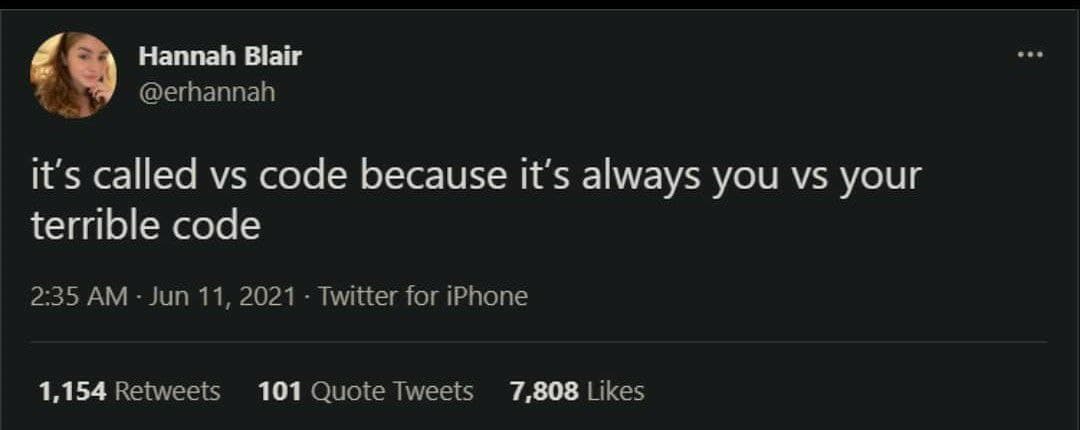 Hannah Blair
@erhannah
it's called vs code because it's always you vs your
terrible code
2:35 AM · Jun 11, 2021 · Twitter for iPhone
1,154 Retweets 101 Quote Tweets 7,808 Likes